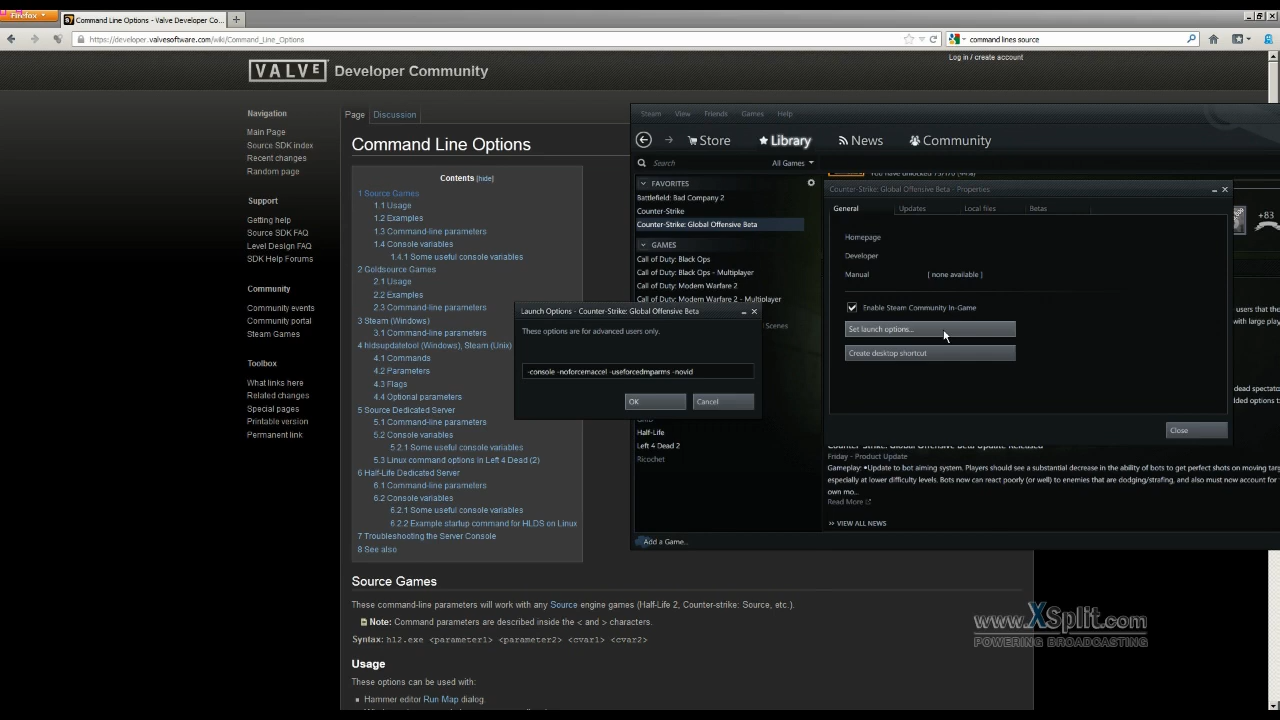 Firefox
Command Line Options - Valve Developer Co...
https://developer.valvesoftware.com/wiki/Command_Line_Options
command lines source
Log in / create account
VALVE Developer Community
Navigation
Main Page
Source SDK index
Recent changes
Random page
Support
Getting help
Source SDK FAQ
Level Design FAQ
SDK Help Forums
Community
Community events
Community portal
Steam Games
Toolbox
What links here
Related changes
Special pages
Printable version
Permanent link
Page Discussion
Command Line Options
Contents [hide]
1 Source Games
1.1 Usage
1.2 Examples
1.3 Command-line parameters
1.4 Console variables
1.4.1 Some useful console variables
2 Goldsource Games
2.1 Usage
2.2 Examples
2.3 Command-line parameters
3 Steam (Windows)
3.1 Command-line parameters
4 hldsupdatetool (Windows), Steam (Unix)
4.1 Commands
4.2 Parameters
4.3 Flags
4.4 Optional parameters
5 Source Dedicated Server
5.1 Command-line parameters
5.2 Console variables
5.2.1 Some useful console variables
5.3 Linux command options in Left 4 Dead (2)
6 Half-Life Dedicated Server
6.1 Command-line parameters
6.2 Console variables
6.2.1 Some useful console variables
6.2.2 Example startup command for HLDS on Linux
7 Troubleshooting the Server Console
8 See also
Source Games
These command-line parameters will work with any Source engine games (Half-Life 2, Counter-strike: Source, etc.).
Note: Command parameters are described inside the < and > characters.
Syntax: hl2.exe <parameter1> <parameter2> <cvar1> <cvar2>
Usage
These options can be used with:
Hammer editor Run Map dialog.
Launch Options - Counter-Strike: Global Offensive Beta
These options are for advanced users only.
-console -noforcemaccel -useforcedmparms -novid
OK Cancel
Steam View Friends Games Help
Store Library News Community
Search All Games
FAVORITES
Battlefield: Bad Company 2
Counter-Strike
Counter-Strike: Global Offensive Beta
GAMES
Call of Duty: Black Ops
Call of Duty: Black Ops - Multiplayer
Call of Duty: Modern Warfare 2
Call of Duty: Modern Warfare 2 - Multiplayer
Scenes
Half-Life
Left 4 Dead 2
Ricochet
Add a Game...
Counter-Strike: Global Offensive Beta - Properties
General Updates Local files Betas
Homepage
Developer
Manual [ none available ]
Enable Steam Community In-Game
Set launch options...
Create desktop shortcut
Close
+83
users that e
with large play
dead spectato
dded options t
Counter-Strike: Global Offensive Beta Update Released
Friday - Product Update
Gameplay: •Update to bot aiming system. Players should see a substantial decrease in the ability of bots to get perfect shots on moving targ
especially at lower difficulty levels. Bots now can react poorly (or well) to enemies that are dodging/strafing, and also must now account for
own mo...
Read More
>> VIEW ALL NEWS
www.XSplit.com
POWERING BROADCASTING